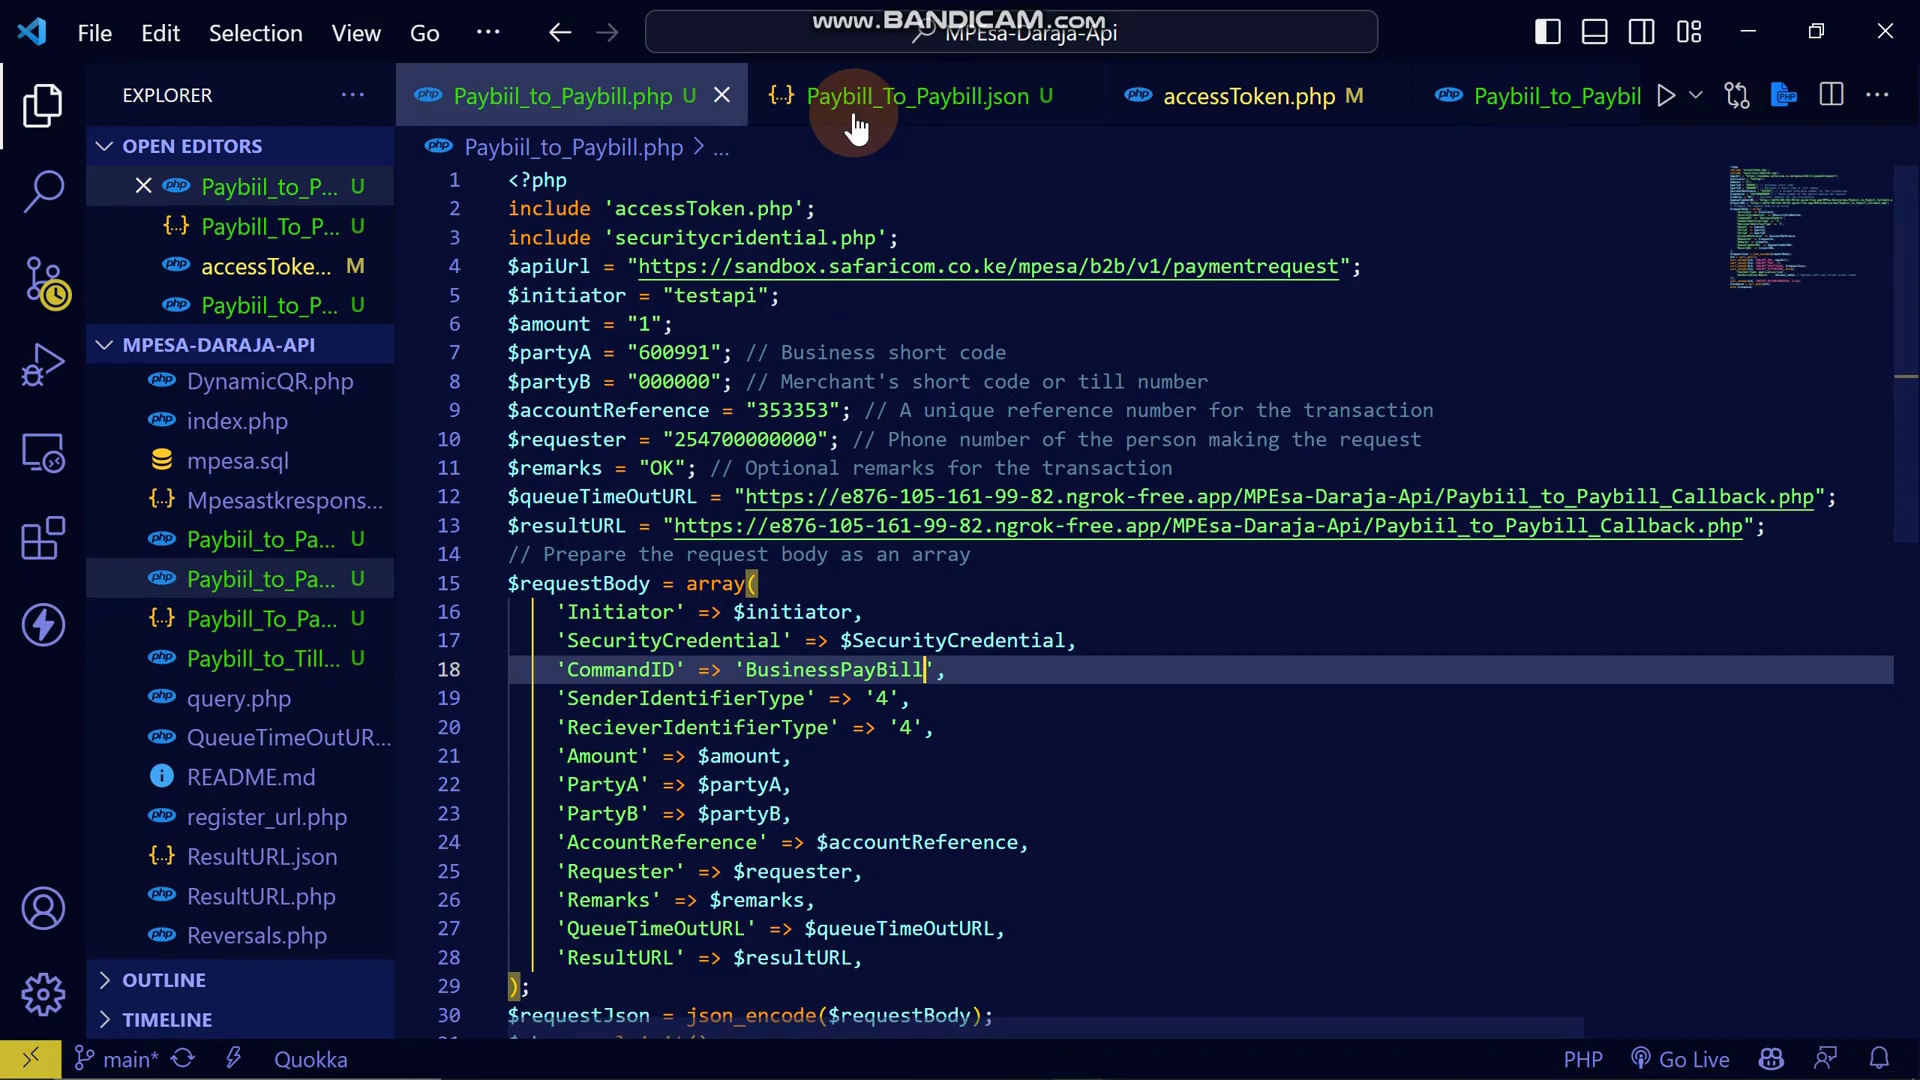 File Edit Selection View Go ··· www.BANDICAM.com MPEsa-Daraja-Api
EXPLORER ···
Paybiil_to_Paybill.php U Paybill_To_Paybill.json U accessToken.php M Paybiil_to_Paybil
OPEN EDITORS
Paybiil_to_P... U
Paybill_To_P... U
accessToke... M
Paybiil_to_P... U
MPESA-DARAJA-API
DynamicQR.php
index.php
mpesa.sql
Mpesastkrespons...
Paybiil_to_Pa... U
Paybiil_to_Pa... U
Paybill_To_Pa... U
Paybill_to_Till... U
query.php
QueueTimeOutUR...
README.md
register_url.php
ResultURL.json
ResultURL.php
Reversals.php
OUTLINE
TIMELINE
Paybiil_to_Paybill.php > ...
1 <?php
2 include 'accessToken.php';
3 include 'securitycridential.php';
4 $apiUrl = "https://sandbox.safaricom.co.ke/mpesa/b2b/v1/paymentrequest";
5 $initiator = "testapi";
6 $amount = "1";
7 $partyA = "600991"; // Business short code
8 $partyB = "000000"; // Merchant's short code or till number
9 $accountReference = "353353"; // A unique reference number for the transaction
10 $requester = "254700000000"; // Phone number of the person making the request
11 $remarks = "OK"; // Optional remarks for the transaction
12 $queueTimeOutURL = "https://e876-105-161-99-82.ngrok-free.app/MPEsa-Daraja-Api/Paybiil_to_Paybill_Callback.php";
13 $resultURL = "https://e876-105-161-99-82.ngrok-free.app/MPEsa-Daraja-Api/Paybiil_to_Paybill_Callback.php";
14 // Prepare the request body as an array
15 $requestBody = array(
16 'Initiator' => $initiator,
17 'SecurityCredential' => $SecurityCredential,
18 'CommandID' => 'BusinessPayBill',
19 'SenderIdentifierType' => '4',
20 'RecieverIdentifierType' => '4',
21 'Amount' => $amount,
22 'PartyA' => $partyA,
23 'PartyB' => $partyB,
24 'AccountReference' => $accountReference,
25 'Requester' => $requester,
26 'Remarks' => $remarks,
27 'QueueTimeOutURL' => $queueTimeOutURL,
28 'ResultURL' => $resultURL,
29 );
30 $requestJson = json_encode($requestBody);
main* Quokka PHP Go Live